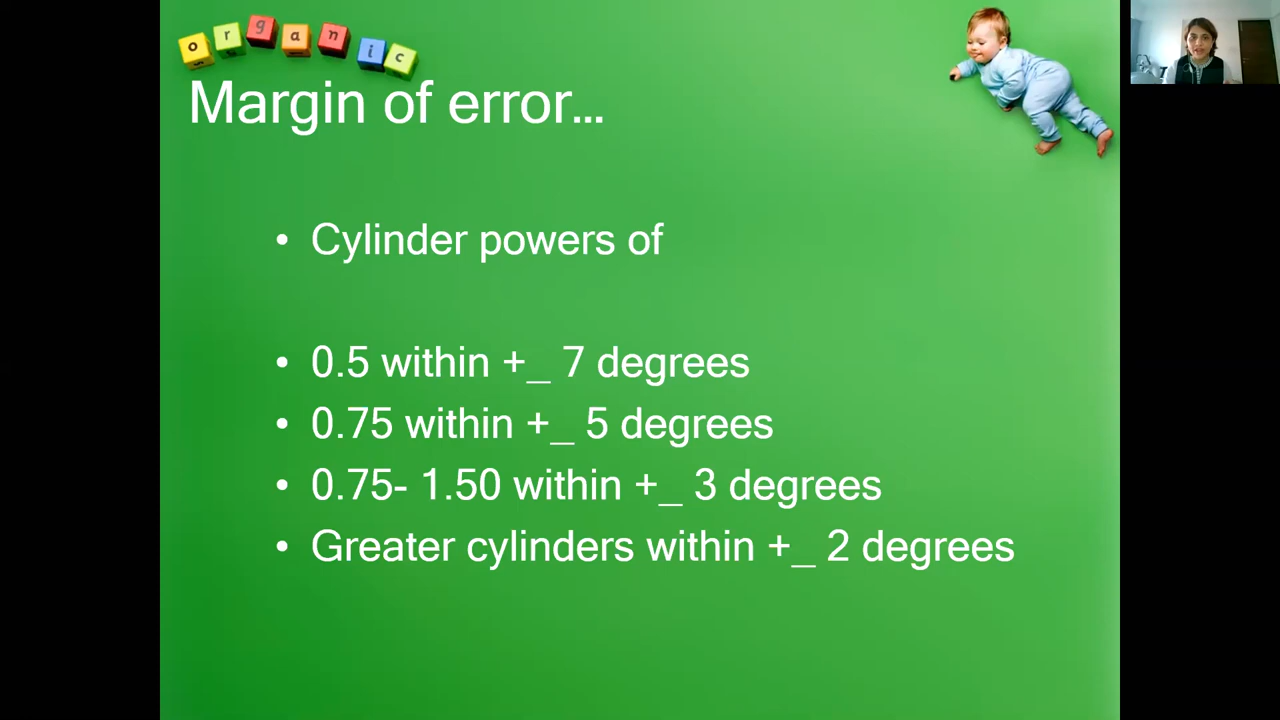 organic
Margin of error…
• Cylinder powers of
• 0.5 within +_ 7 degrees
• 0.75 within +_ 5 degrees
• 0.75- 1.50 within +_ 3 degrees
• Greater cylinders within +_ 2 degrees